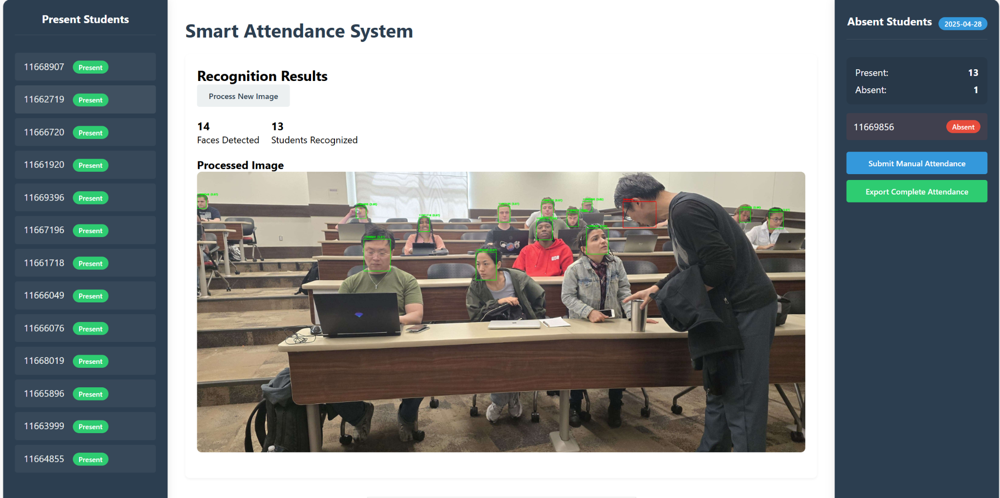 Present Students
11668907 Present
11662719 Present
11666720 Present
11661920 Present
11669396 Present
11667196 Present
11661718 Present
11666049 Present
11666076 Present
11668019 Present
11665896 Present
11663999 Present
11664855 Present
Smart Attendance System
Recognition Results
Process New Image
14 13
Faces Detected Students Recognized
Processed Image
Absent Students 2025-04-28
Present: 13
Absent: 1
11669856 Absent
Submit Manual Attendance
Export Complete Attendance